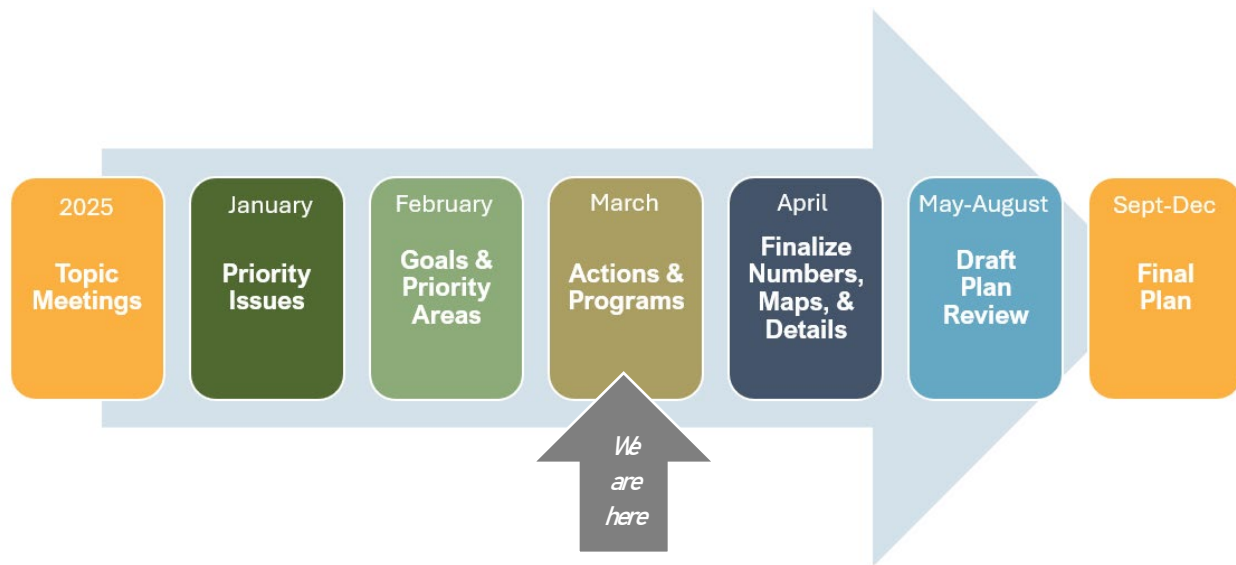 2025
Topic
Meetings
January
Priority
Issues
February
Goals &
Priority
Areas
March
Actions &
Programs
April
Finalize
Numbers,
Maps, &
Details
May-August
Draft
Plan
Review
Sept-Dec
Final
Plan
We
are
here